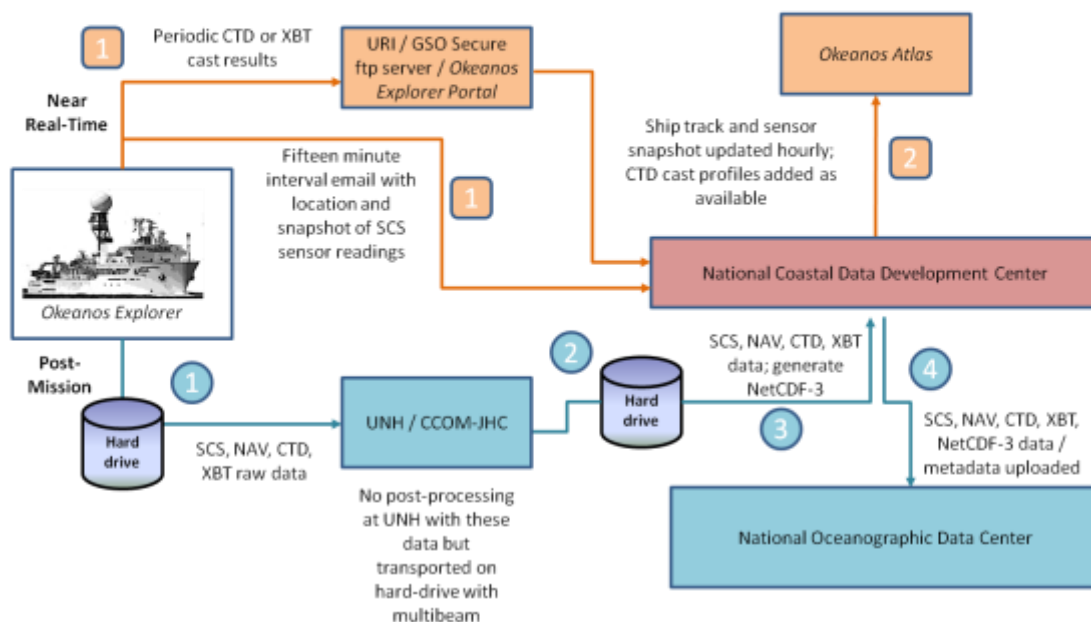 1
Periodic CTD or XBT
cast results
URI / GSO Secure
ftp server / Okeanos
Explorer Portal
Okeanos Atlas
Near
Real-Time
Fifteen minute
interval email with
location and
snapshot of SCS
sensor readings
1
Ship track and sensor
snapshot updated hourly;
CTD cast profiles added as
available
2
Okeanos Explorer
National Coastal Data Development Center
Post-
Mission
1
Hard
drive
SCS, NAV, CTD,
XBT raw data
UNH / CCOM-JHC
No post-processing
at UNH with these
data but
transported on
hard-drive with
multibeam
2
Hard
drive
SCS, NAV, CTD, XBT
data; generate
NetCDF-3
3
4
SCS, NAV, CTD, XBT,
NetCDF-3 data /
metadata uploaded
National Oceanographic Data Center